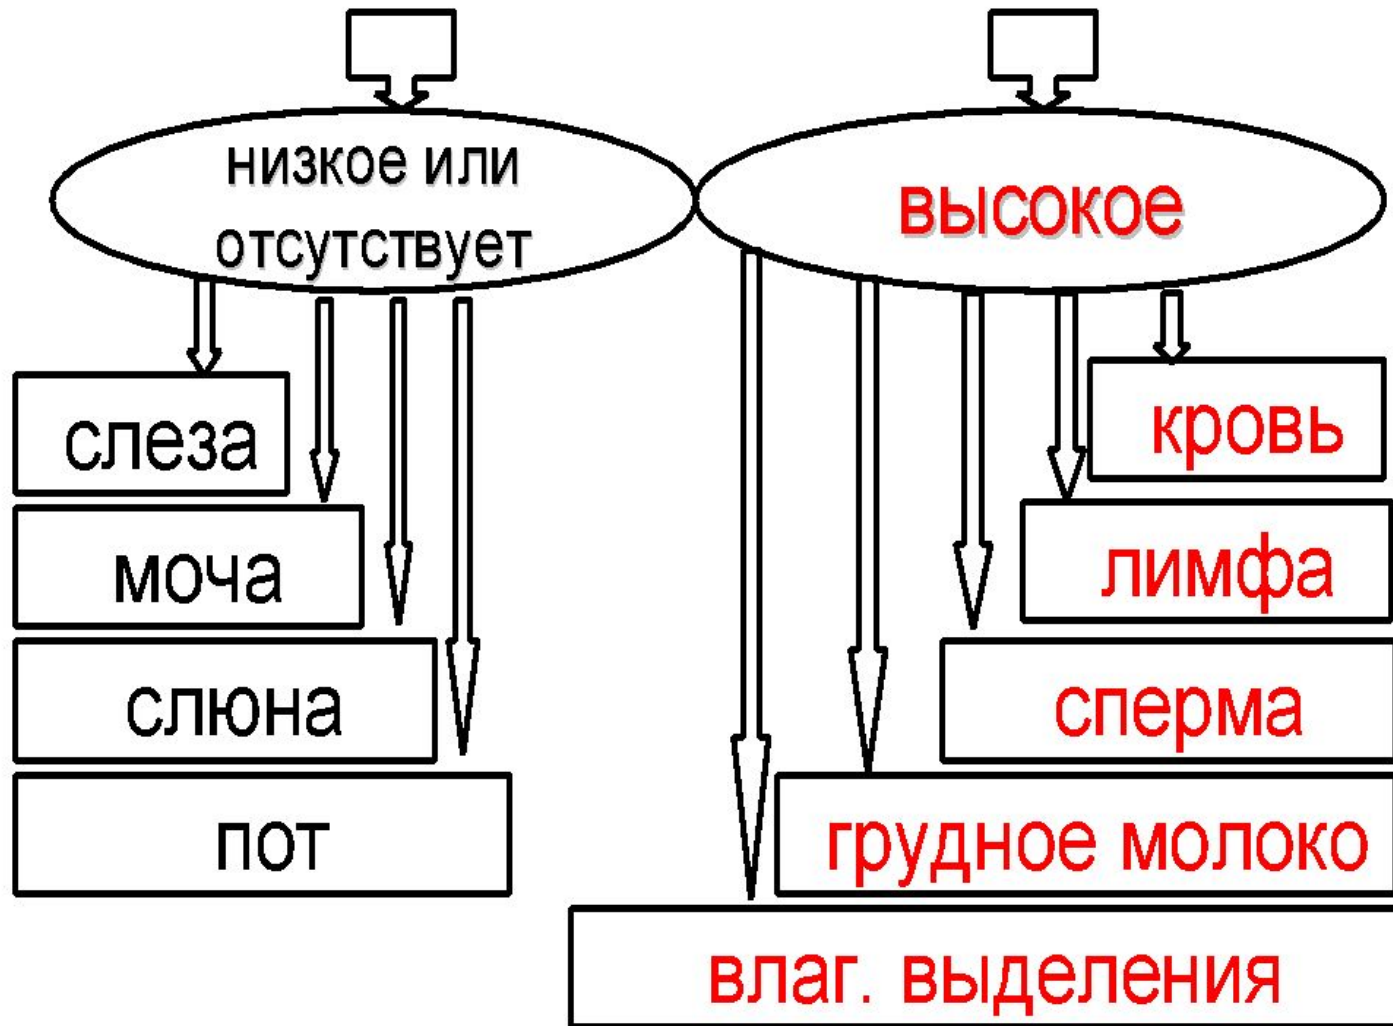 низкое или
отсутствует
высокое
слеза
моча
слюна
пот
кровь
лимфа
сперма
грудное молоко
влаг. выделения